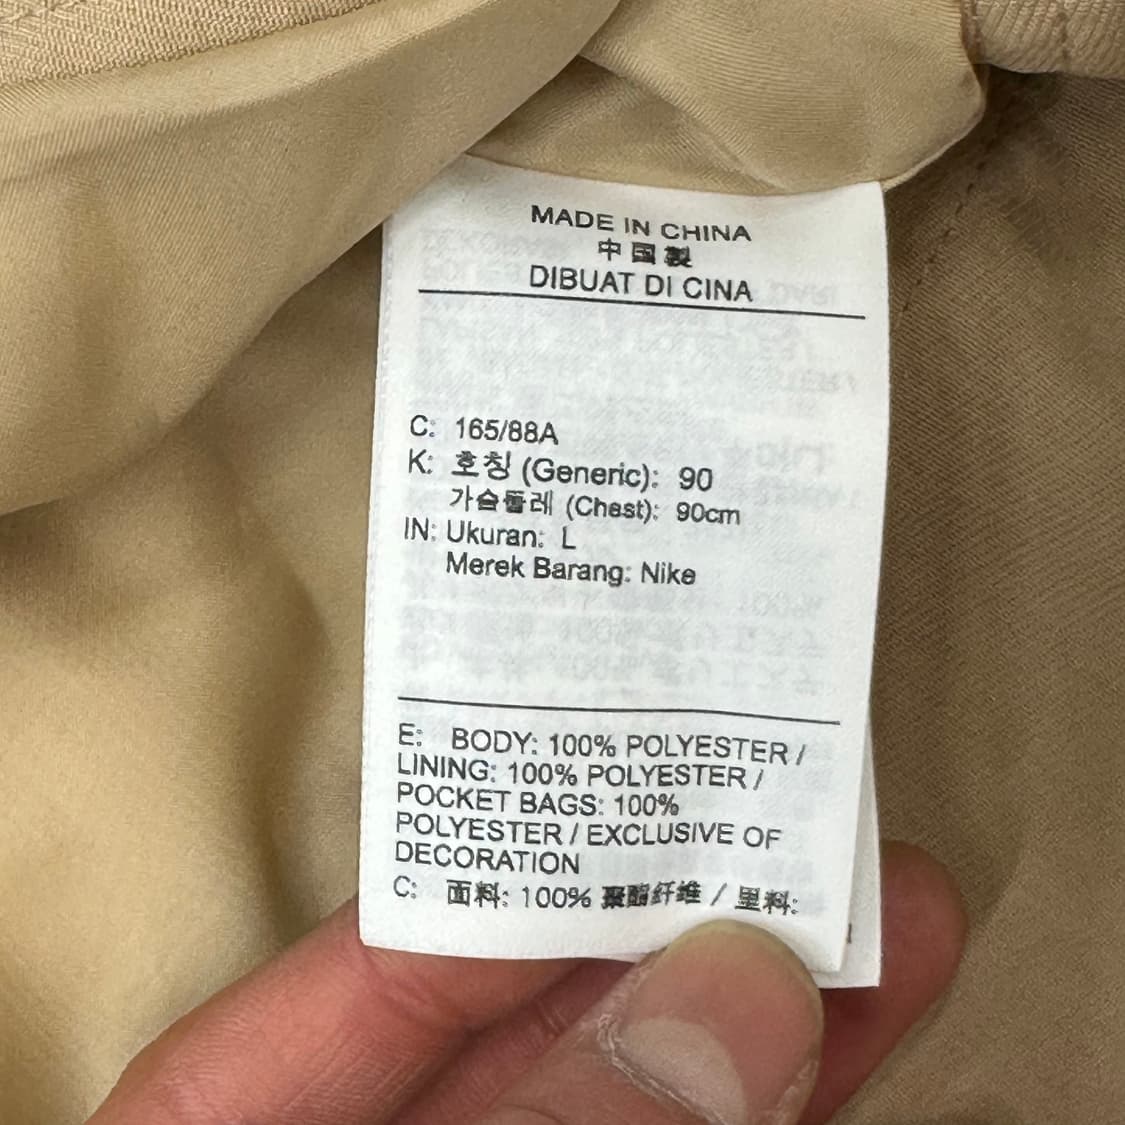 MADE IN CHINA
中国製
DIBUAT DI CINA
C: 165/88A
K: 호칭 (Generic): 90
가슴둘레 (Chest): 90cm
IN: Ukuran: L
Merek Barang: Nike
E: BODY: 100% POLYESTER /
LINING: 100% POLYESTER /
POCKET BAGS: 100%
POLYESTER / EXCLUSIVE OF
DECORATION
C: 面料: 100% 聚酯纤维 / 里料: